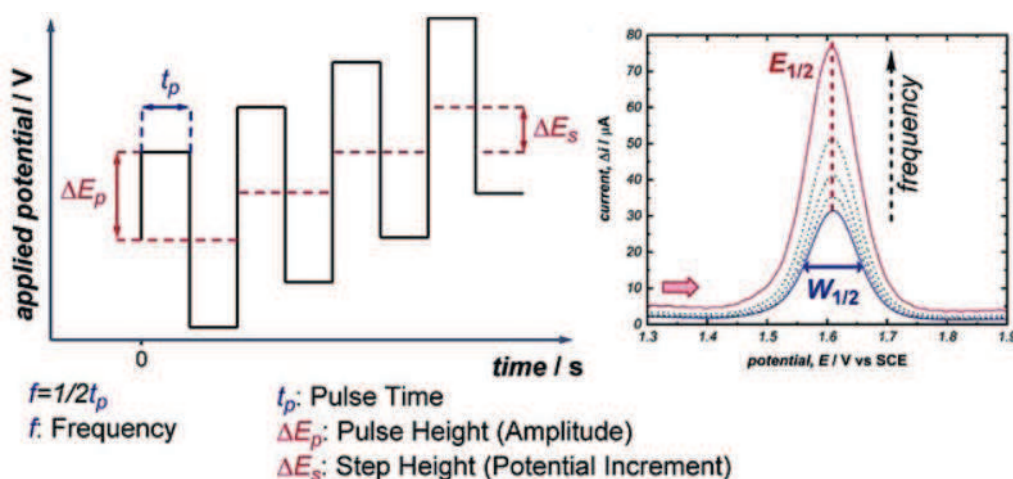 applied potential / V
t_p
ΔE_p
ΔE_s
0
time / s
f=1/2t_p
f: Frequency
t_p: Pulse Time
ΔE_p: Pulse Height (Amplitude)
ΔE_s: Step Height (Potential Increment)
80
70
60
50
40
30
20
10
0
current, Δi / μA
E_1/2
frequency
W_1/2
1.3 1.4 1.5 1.6 1.7 1.8 1.9
potential, E / V vs SCE